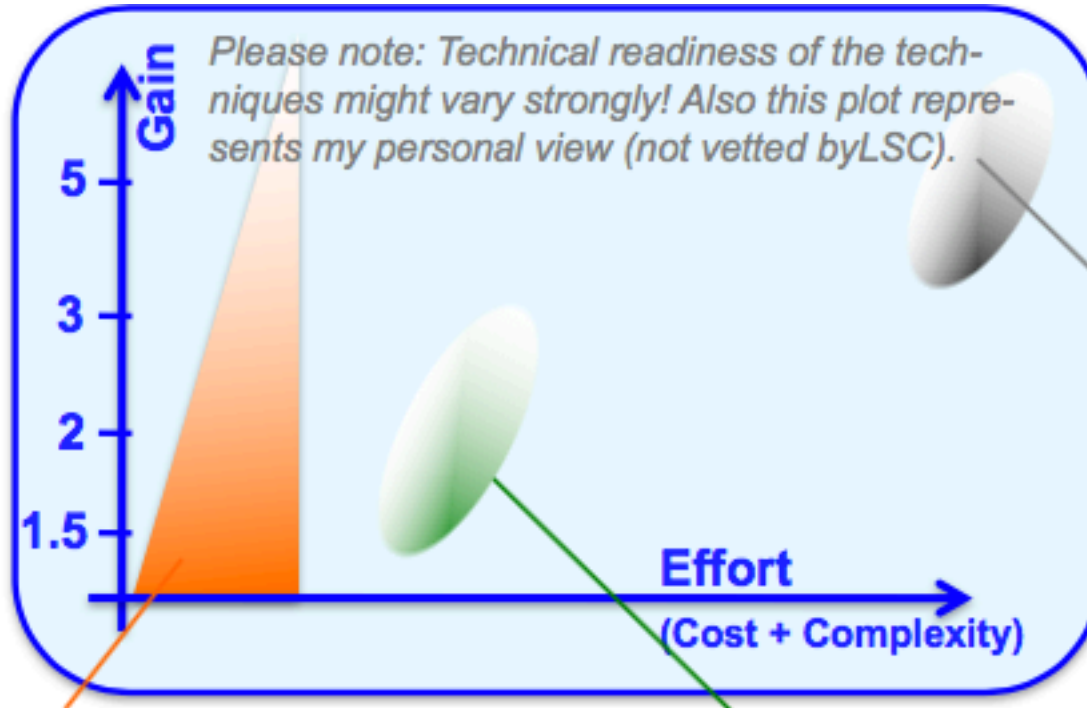 Please note: Technical readiness of the tech-
niques might vary strongly! Also this plot repre-
sents my personal view (not vetted byLSC).
Gain
5
3
2
1.5
Effort
(Cost + Complexity)